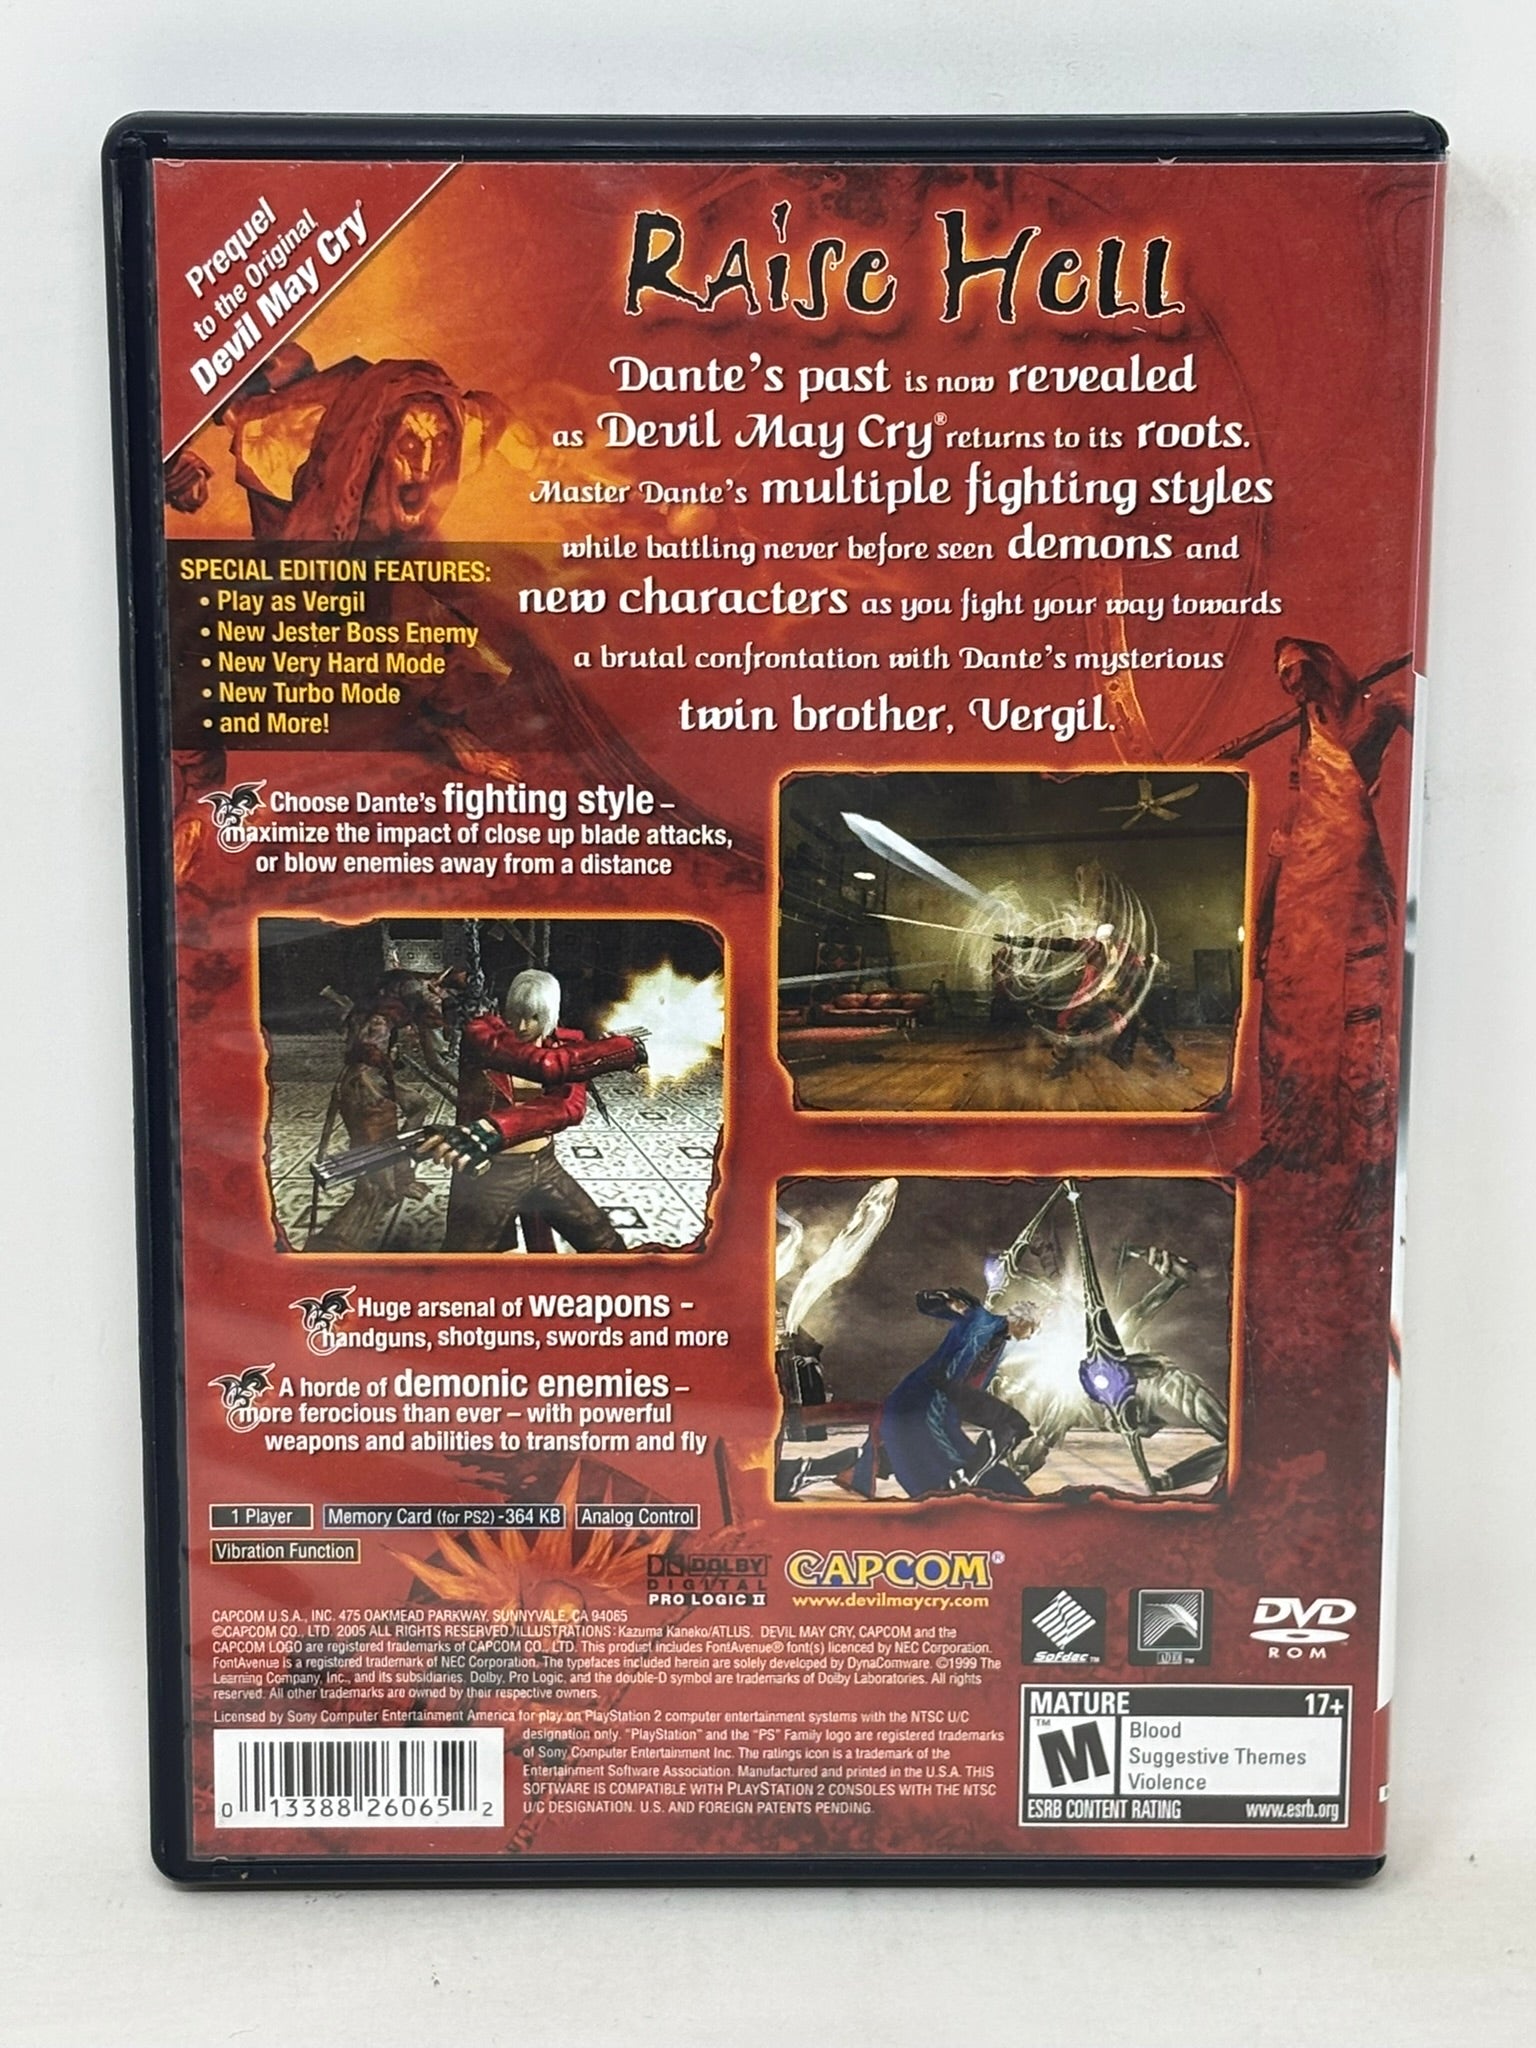 Prequel
to the Original
Devil May Cry®
Raise Hell
Dante's past is now revealed
as Devil May Cry® returns to its roots.
Master Dante's multiple fighting styles
while battling never before seen demons and
new characters as you fight your way towards
a brutal confrontation with Dante's mysterious
twin brother, Vergil.
SPECIAL EDITION FEATURES:
• Play as Vergil
• New Jester Boss Enemy
• New Very Hard Mode
• New Turbo Mode
• and More!
Choose Dante's fighting style –
maximize the impact of close up blade attacks,
or blow enemies away from a distance
Huge arsenal of weapons -
handguns, shotguns, swords and more
A horde of demonic enemies –
more ferocious than ever – with powerful
weapons and abilities to transform and fly
1 Player
Memory Card (for PS2) -364 KB
Analog Control
Vibration Function
DOLBY
DIGITAL
PRO LOGIC II
CAPCOM®
www.devilmaycry.com
Sofdec™
ADX™
DVD
ROM
CAPCOM U.S.A., INC. 475 OAKMEAD PARKWAY, SUNNYVALE, CA 94065
©CAPCOM CO., LTD. 2005 ALL RIGHTS RESERVED./ILLUSTRATIONS: Kazuma Kaneko/ATLUS. DEVIL MAY CRY, CAPCOM and the
CAPCOM LOGO are registered trademarks of CAPCOM CO., LTD. This product includes FontAvenue® font(s) licenced by NEC Corporation.
FontAvenue is a registered trademark of NEC Corporation. The typefaces included herein are solely developed by DynaComware. ©1999 The
Learning Company, Inc., and its subsidiaries. Dolby, Pro Logic, and the double-D symbol are trademarks of Dolby Laboratories. All rights
reserved. All other trademarks are owned by their respective owners.
Licensed by Sony Computer Entertainment America for play on PlayStation 2 computer entertainment systems with the NTSC U/C
designation only. "PlayStation" and the "PS" Family logo are registered trademarks
of Sony Computer Entertainment Inc. The ratings icon is a trademark of the
Entertainment Software Association. Manufactured and printed in the U.S.A. THIS
SOFTWARE IS COMPATIBLE WITH PLAYSTATION 2 CONSOLES WITH THE NTSC
U/C DESIGNATION. U.S. AND FOREIGN PATENTS PENDING.
0 13388 26065 2
MATURE 17+
M™
Blood
Suggestive Themes
Violence
ESRB CONTENT RATING www.esrb.org